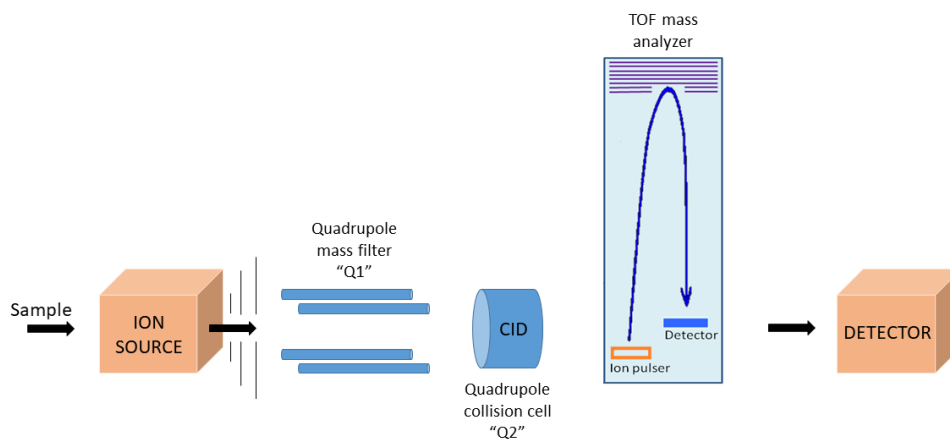 TOF mass
analyzer
Quadrupole
mass filter
“Q1”
Sample
ION
SOURCE
CID
Detector
Ion pulser
DETECTOR
Quadrupole
collision cell
“Q2”